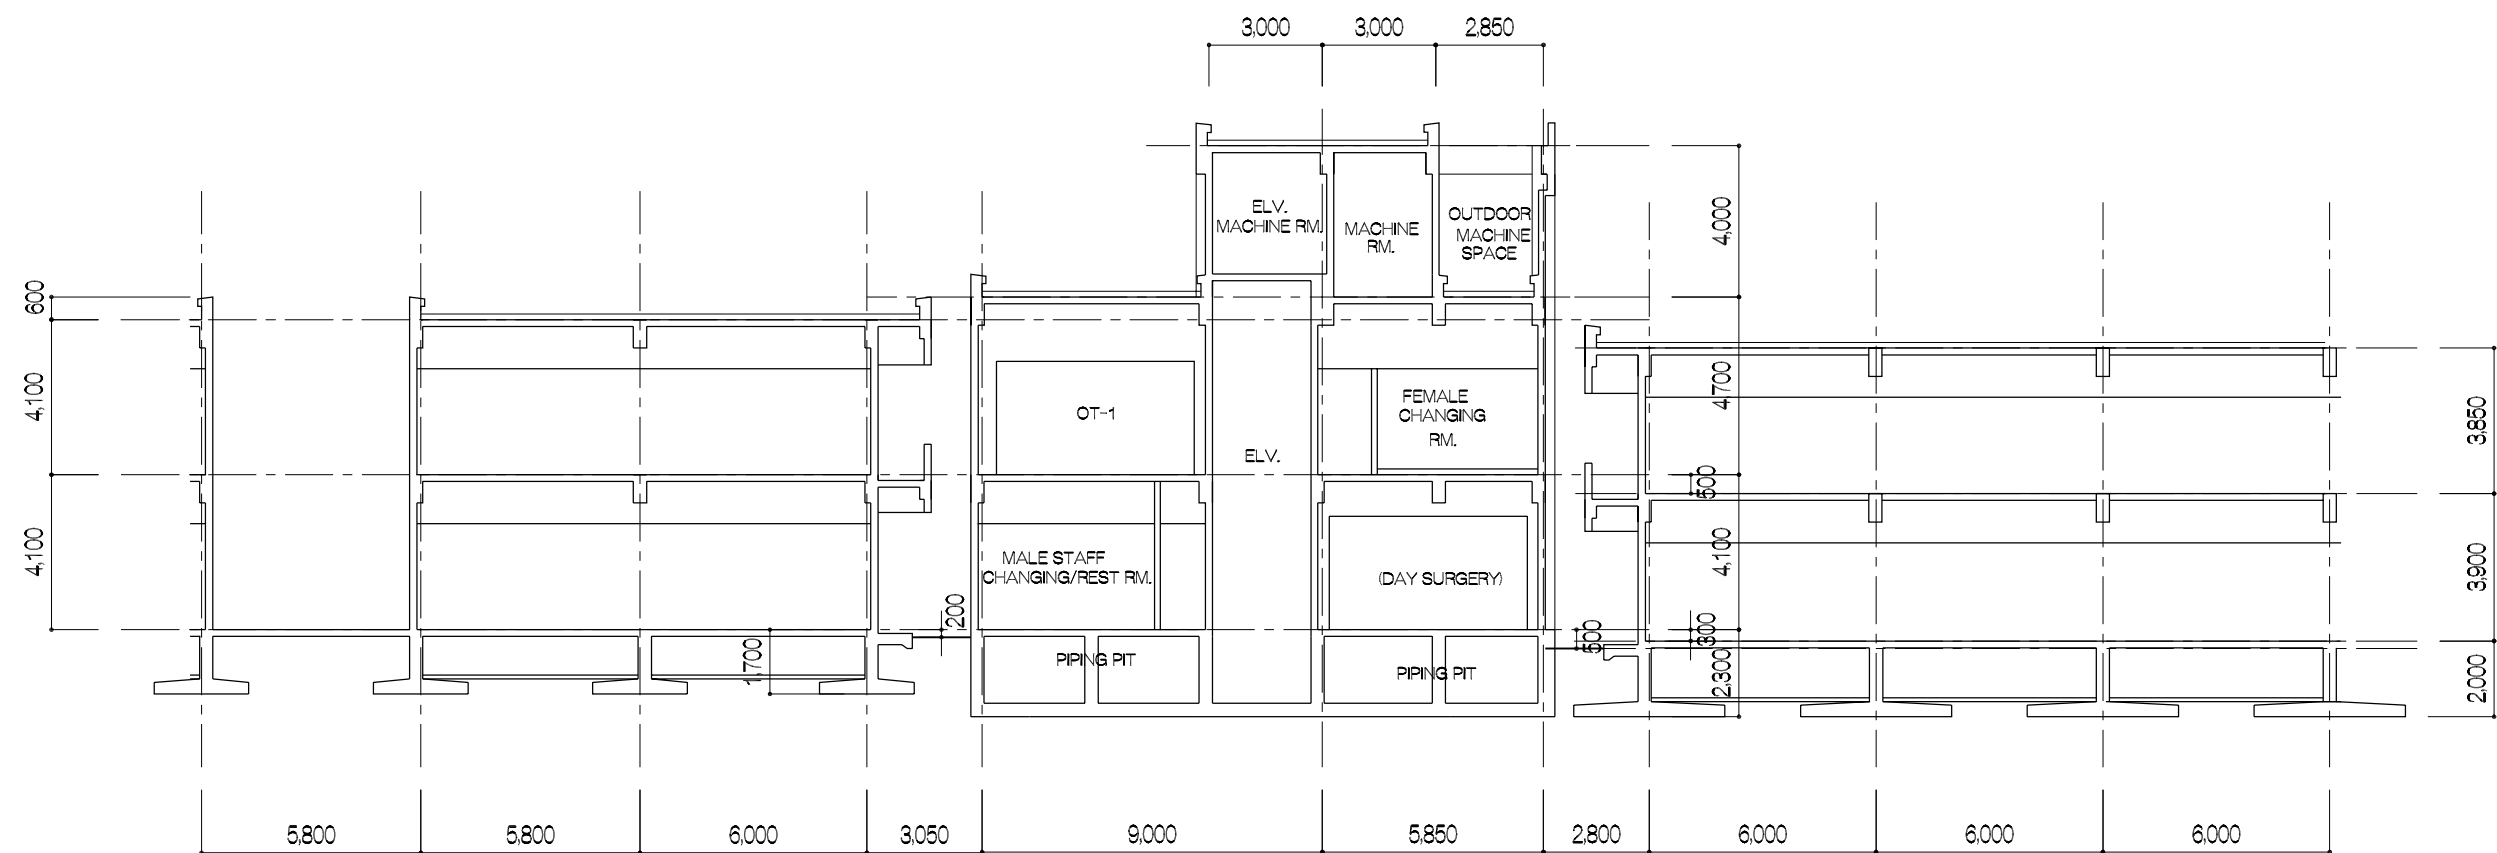 3,000
3,000
2,850
ELV.
MACHINE RM.
MACHINE
RM.
OUTDOOR
MACHINE
SPACE
4,000
600
4,100
4,100
OT-1
ELV.
FEMALE
CHANGING
RM.
4,700
500
3,850
MALE STAFF
CHANGING/REST RM.
(DAY SURGERY)
4,100
3,900
200
1,700
500
300
2,300
2,000
PIPING PIT
PIPING PIT
5,800
5,800
6,000
3,050
9,000
5,850
2,800
6,000
6,000
6,000